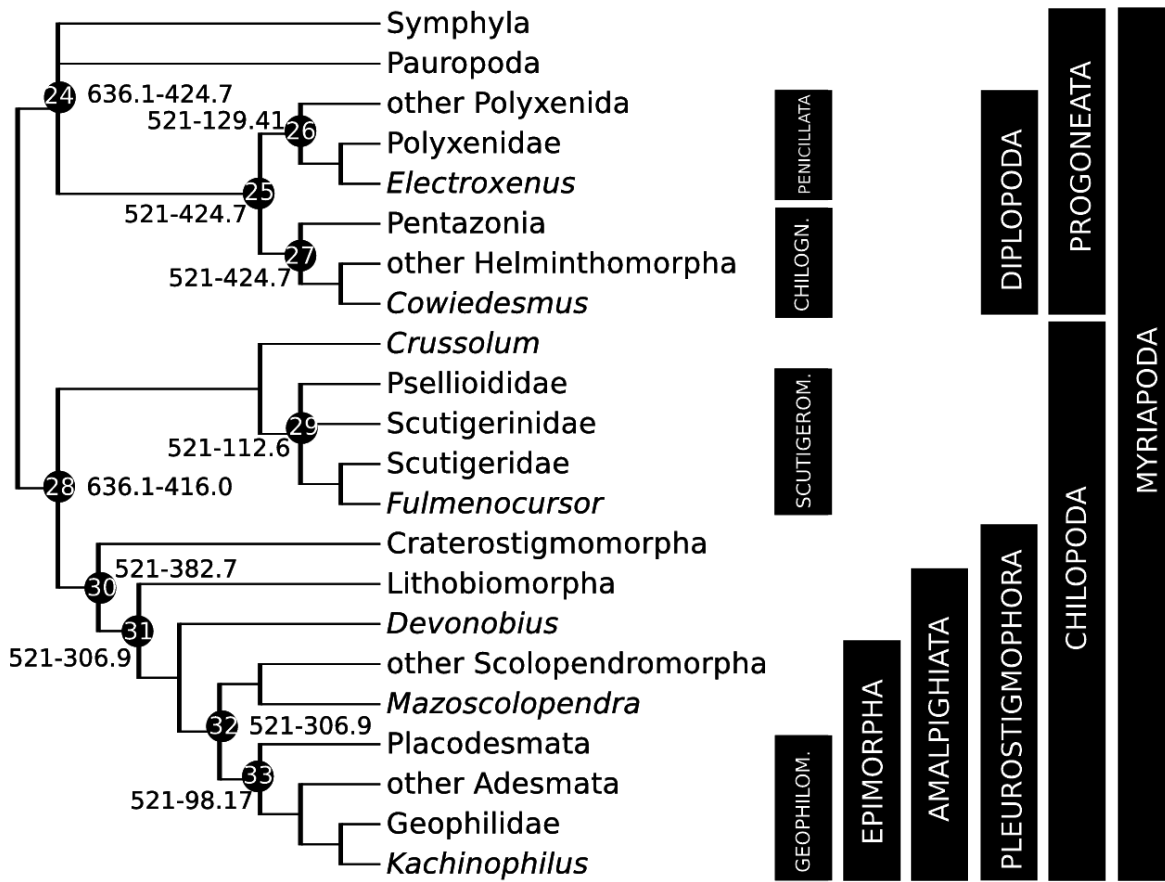 Symphyla
Pauropoda
24 636.1-424.7
other Polyxenida
521-129.41 26
Polyxenidae
Electroxenus
25
521-424.7
Pentazonia
27
other Helminthomorpha
521-424.7
Cowiedesmus
Crussolum
Psellioididae
Scutigerinidae
29
521-112.6
Scutigeridae
28 636.1-416.0
Fulmenocursor
Craterostigmomorpha
521-382.7
30
Lithobiomorpha
31
Devonobius
521-306.9
other Scolopendromorpha
Mazoscolopendra
32 521-306.9
Placodesmata
33
other Adesmata
521-98.17
Geophilidae
Kachinophilus
PENICILLATA
CHILOGN.
SCUTIGEROM.
GEOPHILOM.
EPIMORPHA
AMALPIGHIATA
DIPLOPODA
PLEUROSTIGMOPHORA
PROGONEATA
CHILOPODA
MYRIAPODA